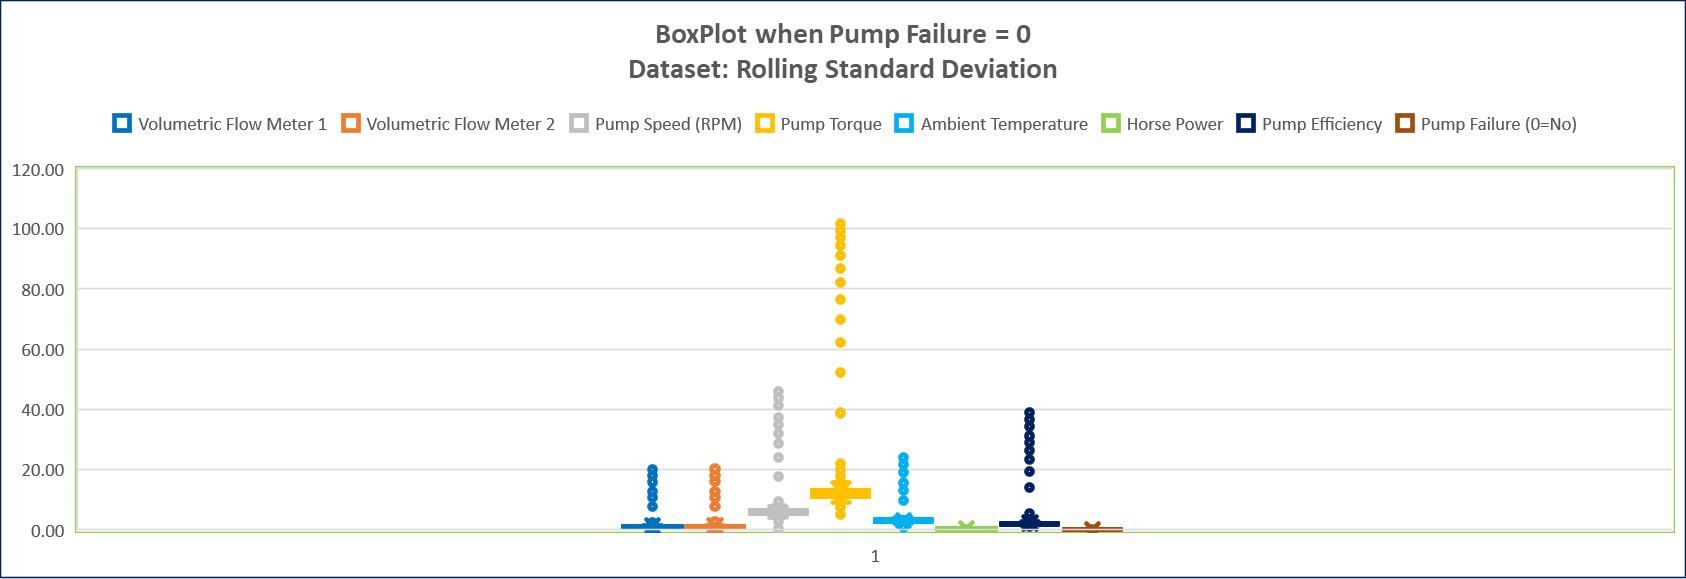 BoxPlot when Pump Failure = 0
Dataset: Rolling Standard Deviation
Volumetric Flow Meter 1 Volumetric Flow Meter 2 Pump Speed (RPM) Pump Torque Ambient Temperature Horse Power Pump Efficiency Pump Failure (0=No)
120.00
100.00
80.00
60.00
40.00
20.00
0.00
1